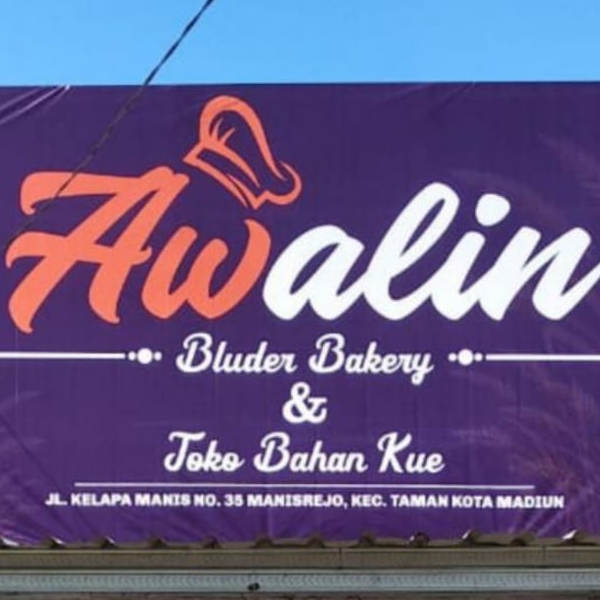 Awalin
Bluder Bakery
&
Toko Bahan Kue
JL. KELAPA MANIS NO. 35 MANISREJO, KEC. TAMAN KOTA MADIUN